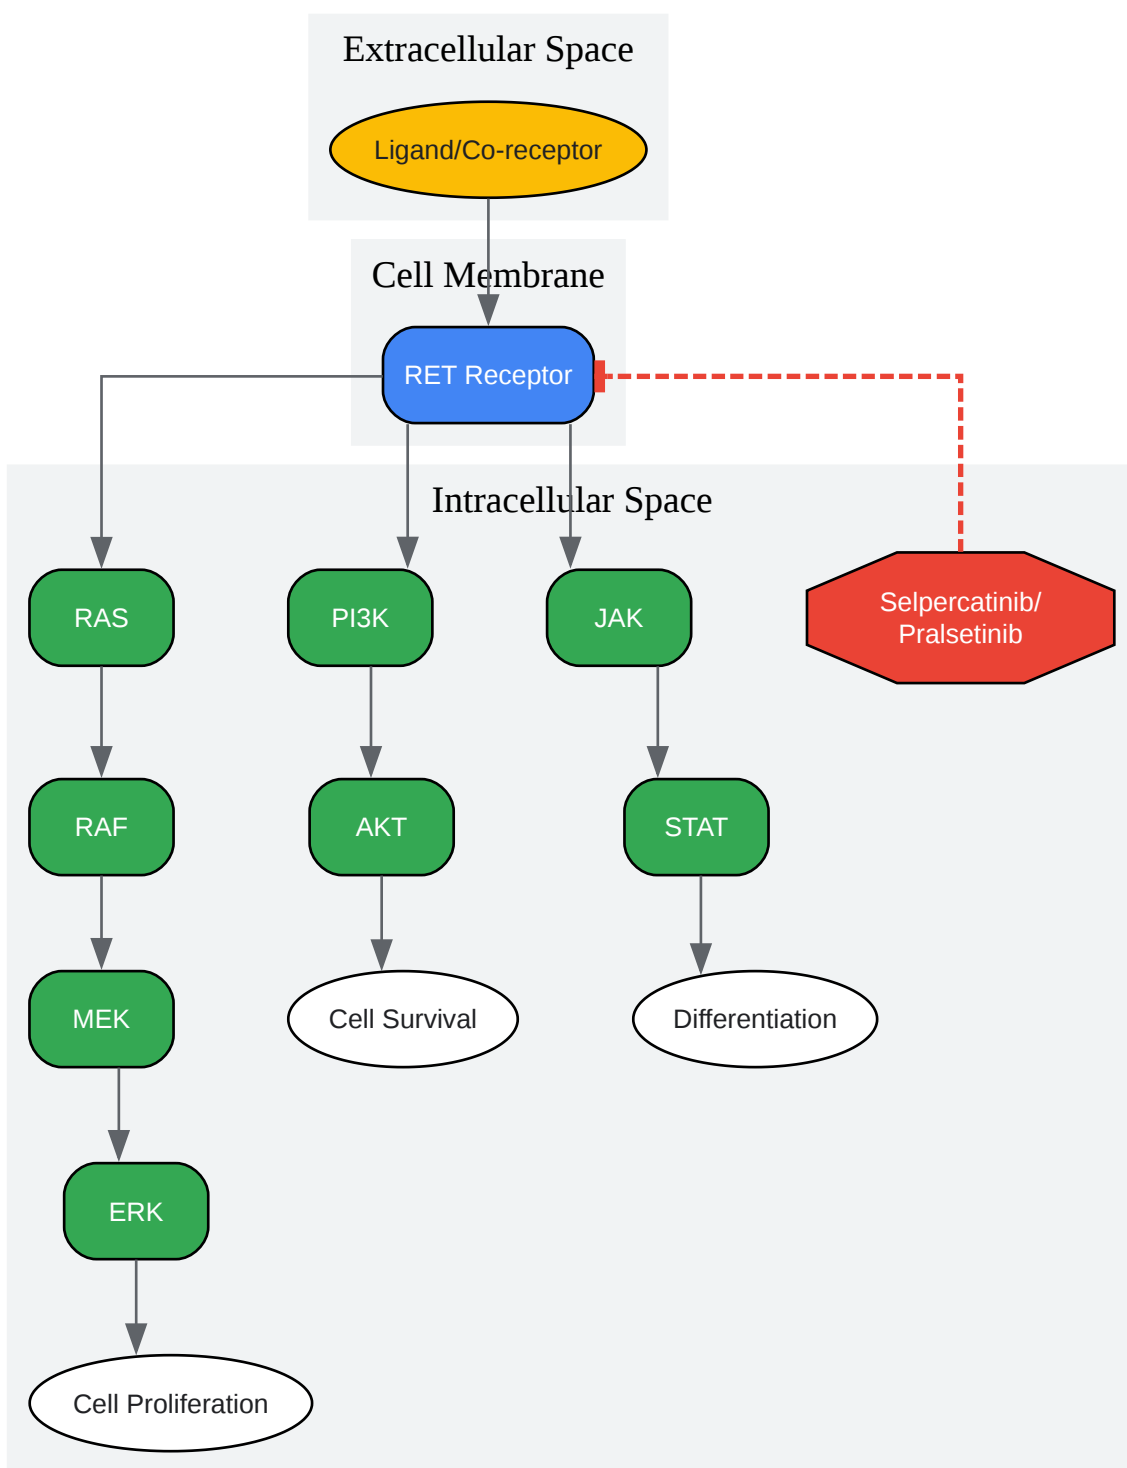 Extracellular Space
Ligand/Co-receptor
Cell Membrane
RET Receptor
Intracellular Space
RAS
PI3K
JAK
Selpercatinib/
Pralsetinib
RAF
AKT
STAT
MEK
Cell Survival
Differentiation
ERK
Cell Proliferation